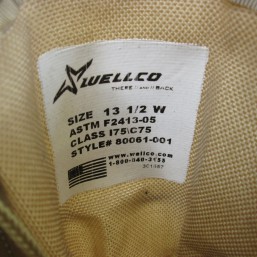 WELLCO
THERE AND BACK
SIZE 13 1/2 W
ASTM F2413-05
CLASS I75\C75
STYLE# 80061-001
www.wellco.com